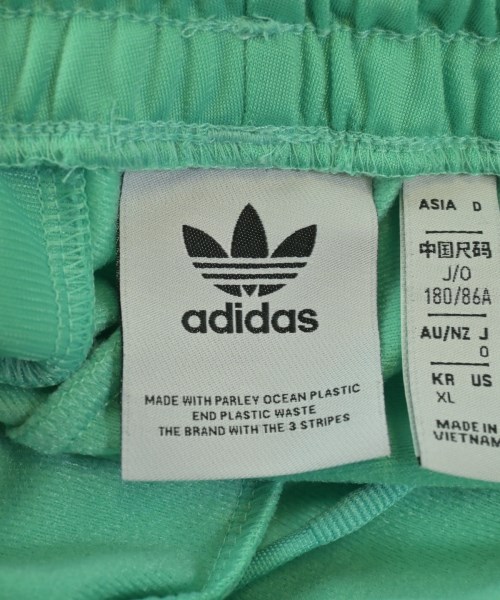 adidas
MADE WITH PARLEY OCEAN PLASTIC
END PLASTIC WASTE
THE BRAND WITH THE 3 STRIPES
ASIA D
中国尺码
J/O
180/86A
AU/NZ J
O
KR US
XL
MADE IN
VIETNAM